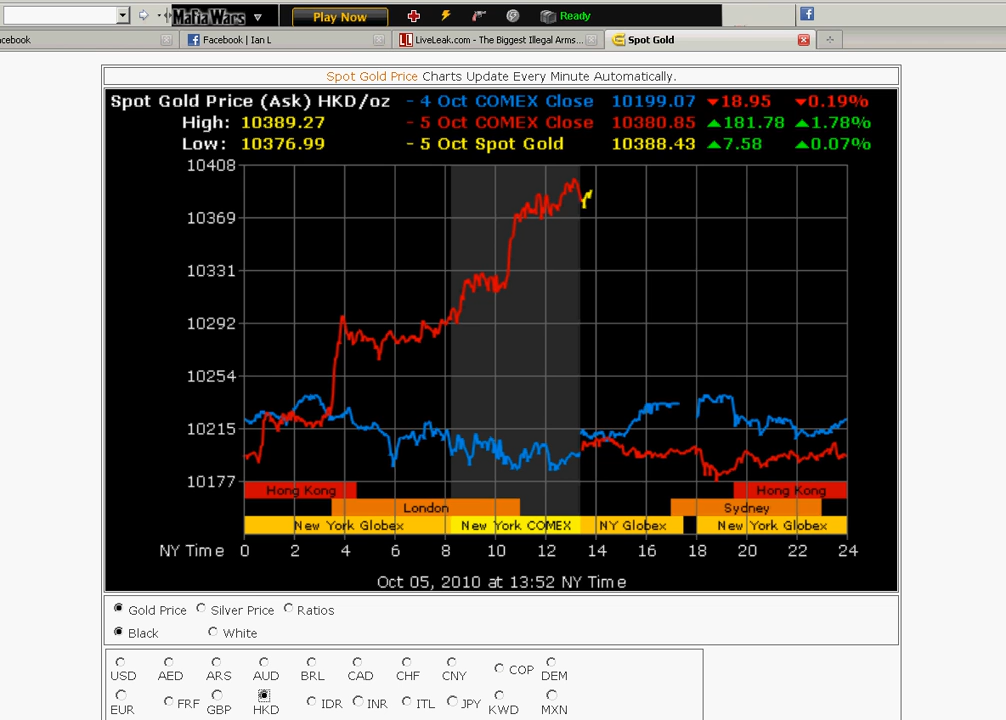 MafiaWars Play Now Ready
acebook Facebook | Ian L LiveLeak.com - The Biggest Illegal Arms... Spot Gold
Spot Gold Price Charts Update Every Minute Automatically.
Spot Gold Price (Ask) HKD/oz - 4 Oct COMEX Close 10199.07 ▼18.95 ▼0.19%
High: 10389.27 - 5 Oct COMEX Close 10380.85 ▲181.78 ▲1.78%
Low: 10376.99 - 5 Oct Spot Gold 10388.43 ▲7.58 ▲0.07%
10408
10369
10331
10292
10254
10215
10177
Hong Kong Hong Kong
London Sydney
New York Globex New York COMEX NY Globex New York Globex
NY Time 0 2 4 6 8 10 12 14 16 18 20 22 24
Oct 05, 2010 at 13:52 NY Time
Gold Price Silver Price Ratios
Black White
USD AED ARS AUD BRL CAD CHF CNY COP DEM
EUR FRF GBP HKD IDR INR ITL JPY KWD MXN